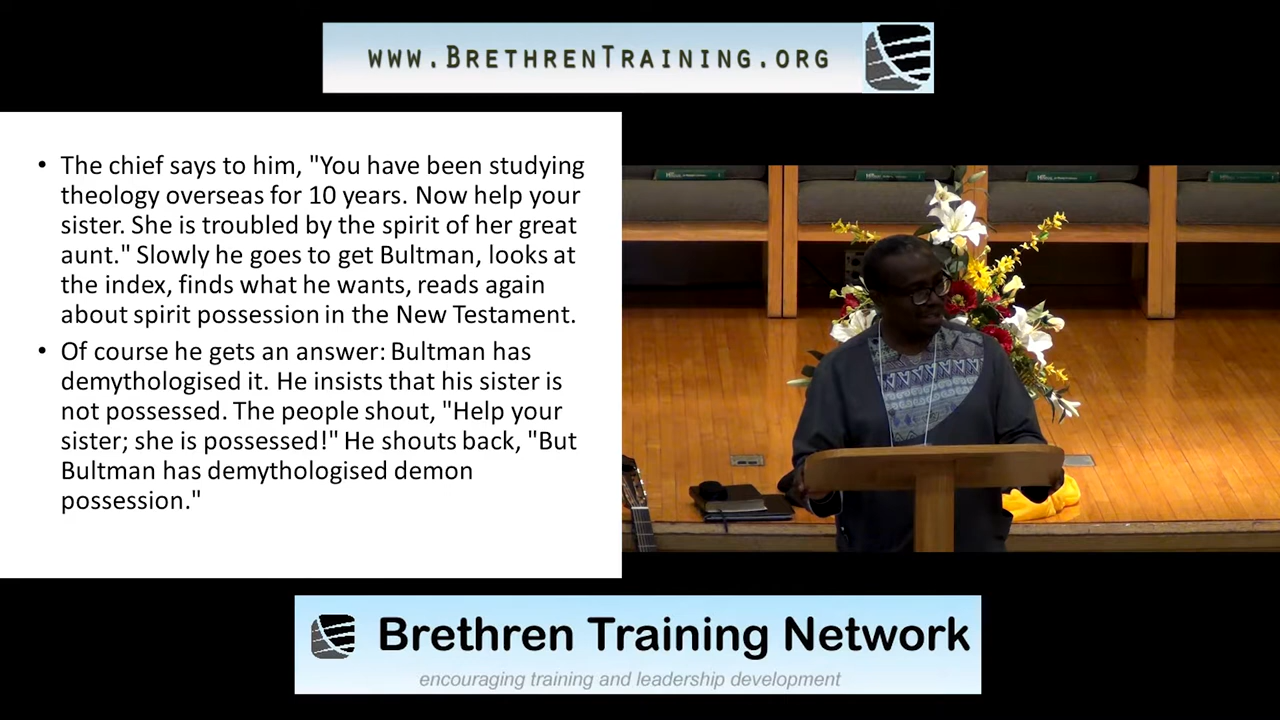 www.BrethrenTraining.org
• The chief says to him, "You have been studying
theology overseas for 10 years. Now help your
sister. She is troubled by the spirit of her great
aunt." Slowly he goes to get Bultman, looks at
the index, finds what he wants, reads again
about spirit possession in the New Testament.
• Of course he gets an answer: Bultman has
demythologised it. He insists that his sister is
not possessed. The people shout, "Help your
sister; she is possessed!" He shouts back, "But
Bultman has demythologised demon
possession."
Brethren Training Network
encouraging training and leadership development